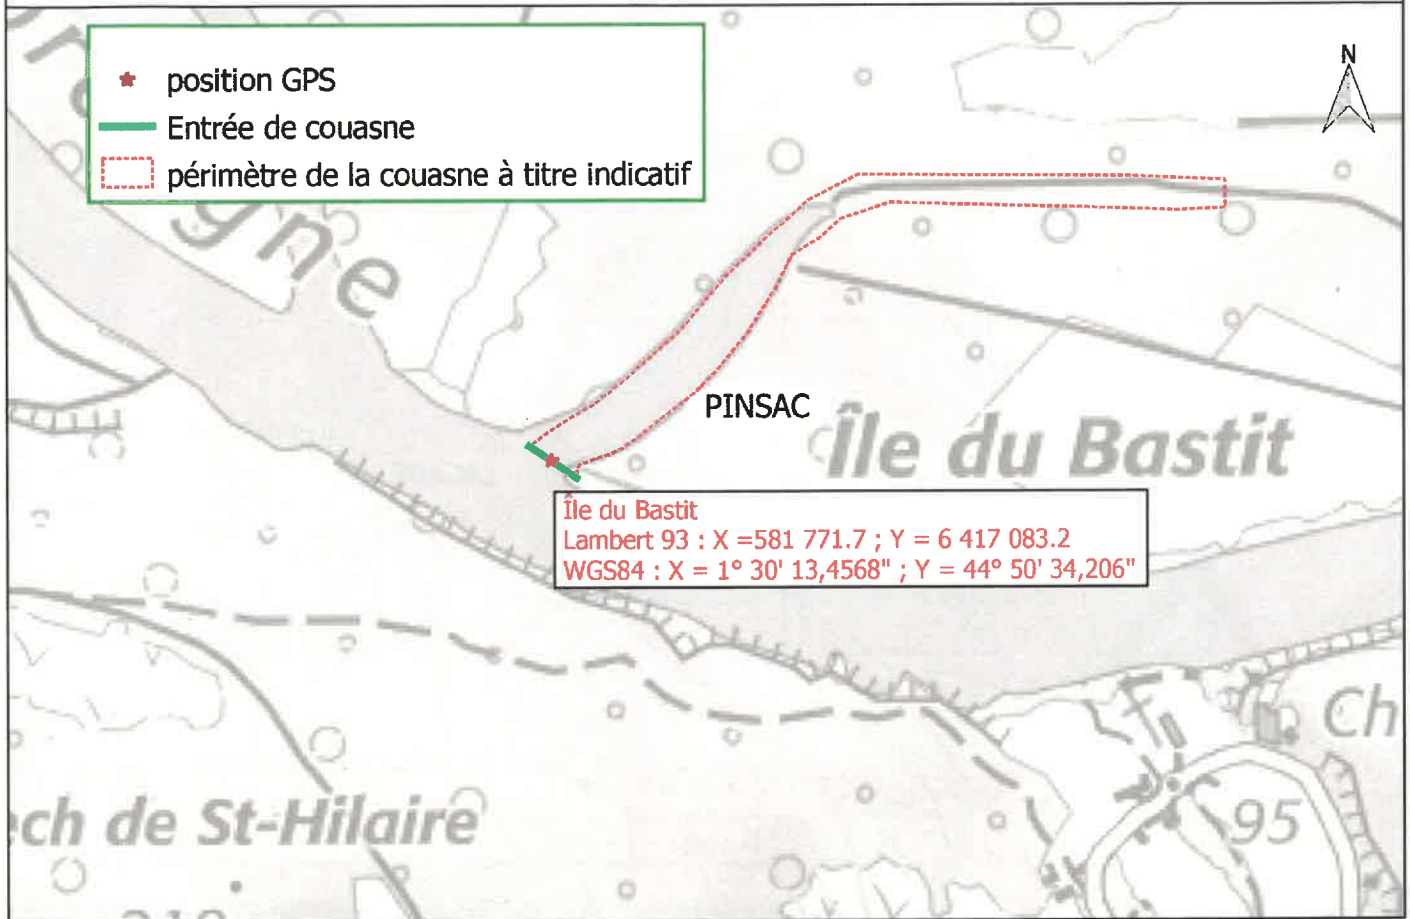 position GPS
Entrée de couasne
périmètre de la couasne à titre indicatif
N
gne
PINSAC
Île du Bastit
Île du Bastit
Lambert 93 : X =581 771.7 ; Y = 6 417 083.2
WGS84 : X = 1° 30' 13,4568" ; Y = 44° 50' 34,206"
Ch
ech de St-Hilaire
95